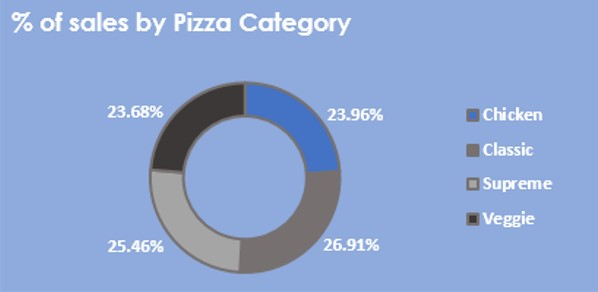 % of sales by Pizza Category
23.68%
23.96%
Chicken
Classic
Supreme
Veggie
25.46%
26.91%